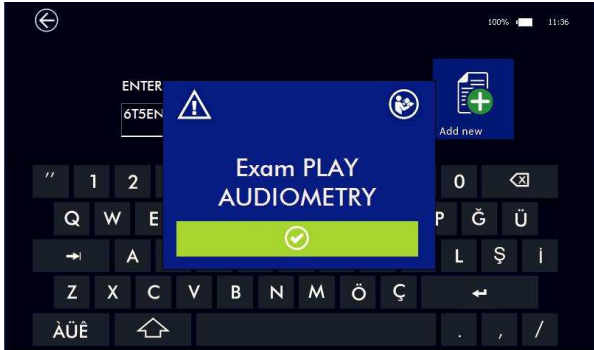 100% 11:36
ENTER
6T5EN
Add new
Exam PLAY
AUDIOMETRY
" 1 2 0
Q W E P Ğ Ü
A L Ş İ
Z X C V B N M Ö Ç
ÀÜÊ . , /